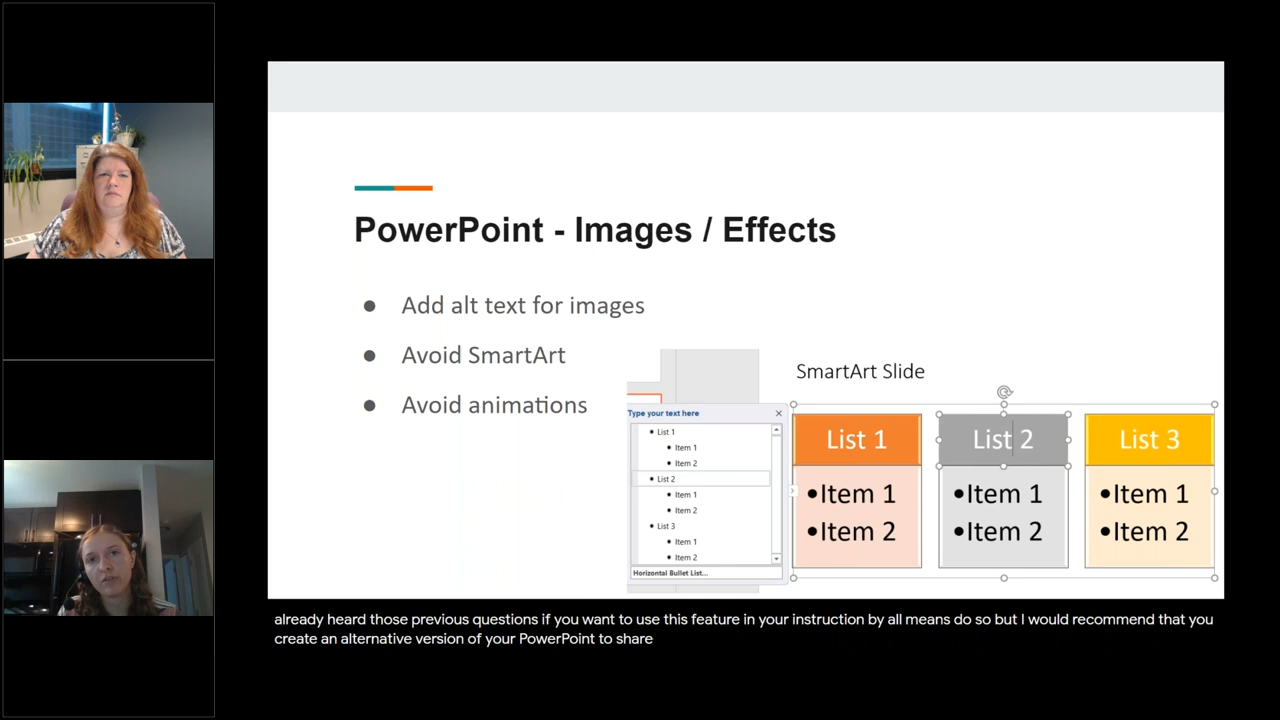 PowerPoint - Images / Effects
● Add alt text for images
● Avoid SmartArt
● Avoid animations
SmartArt Slide
Type your text here
• List 1
• Item 1
• Item 2
• List 2
• Item 1
• Item 2
• List 3
• Item 1
• Item 2
Horizontal Bullet List...
List 1
•Item 1
•Item 2
List 2
•Item 1
•Item 2
List 3
•Item 1
•Item 2
already heard those previous questions if you want to use this feature in your instruction by all means do so but I would recommend that you
create an alternative version of your PowerPoint to share